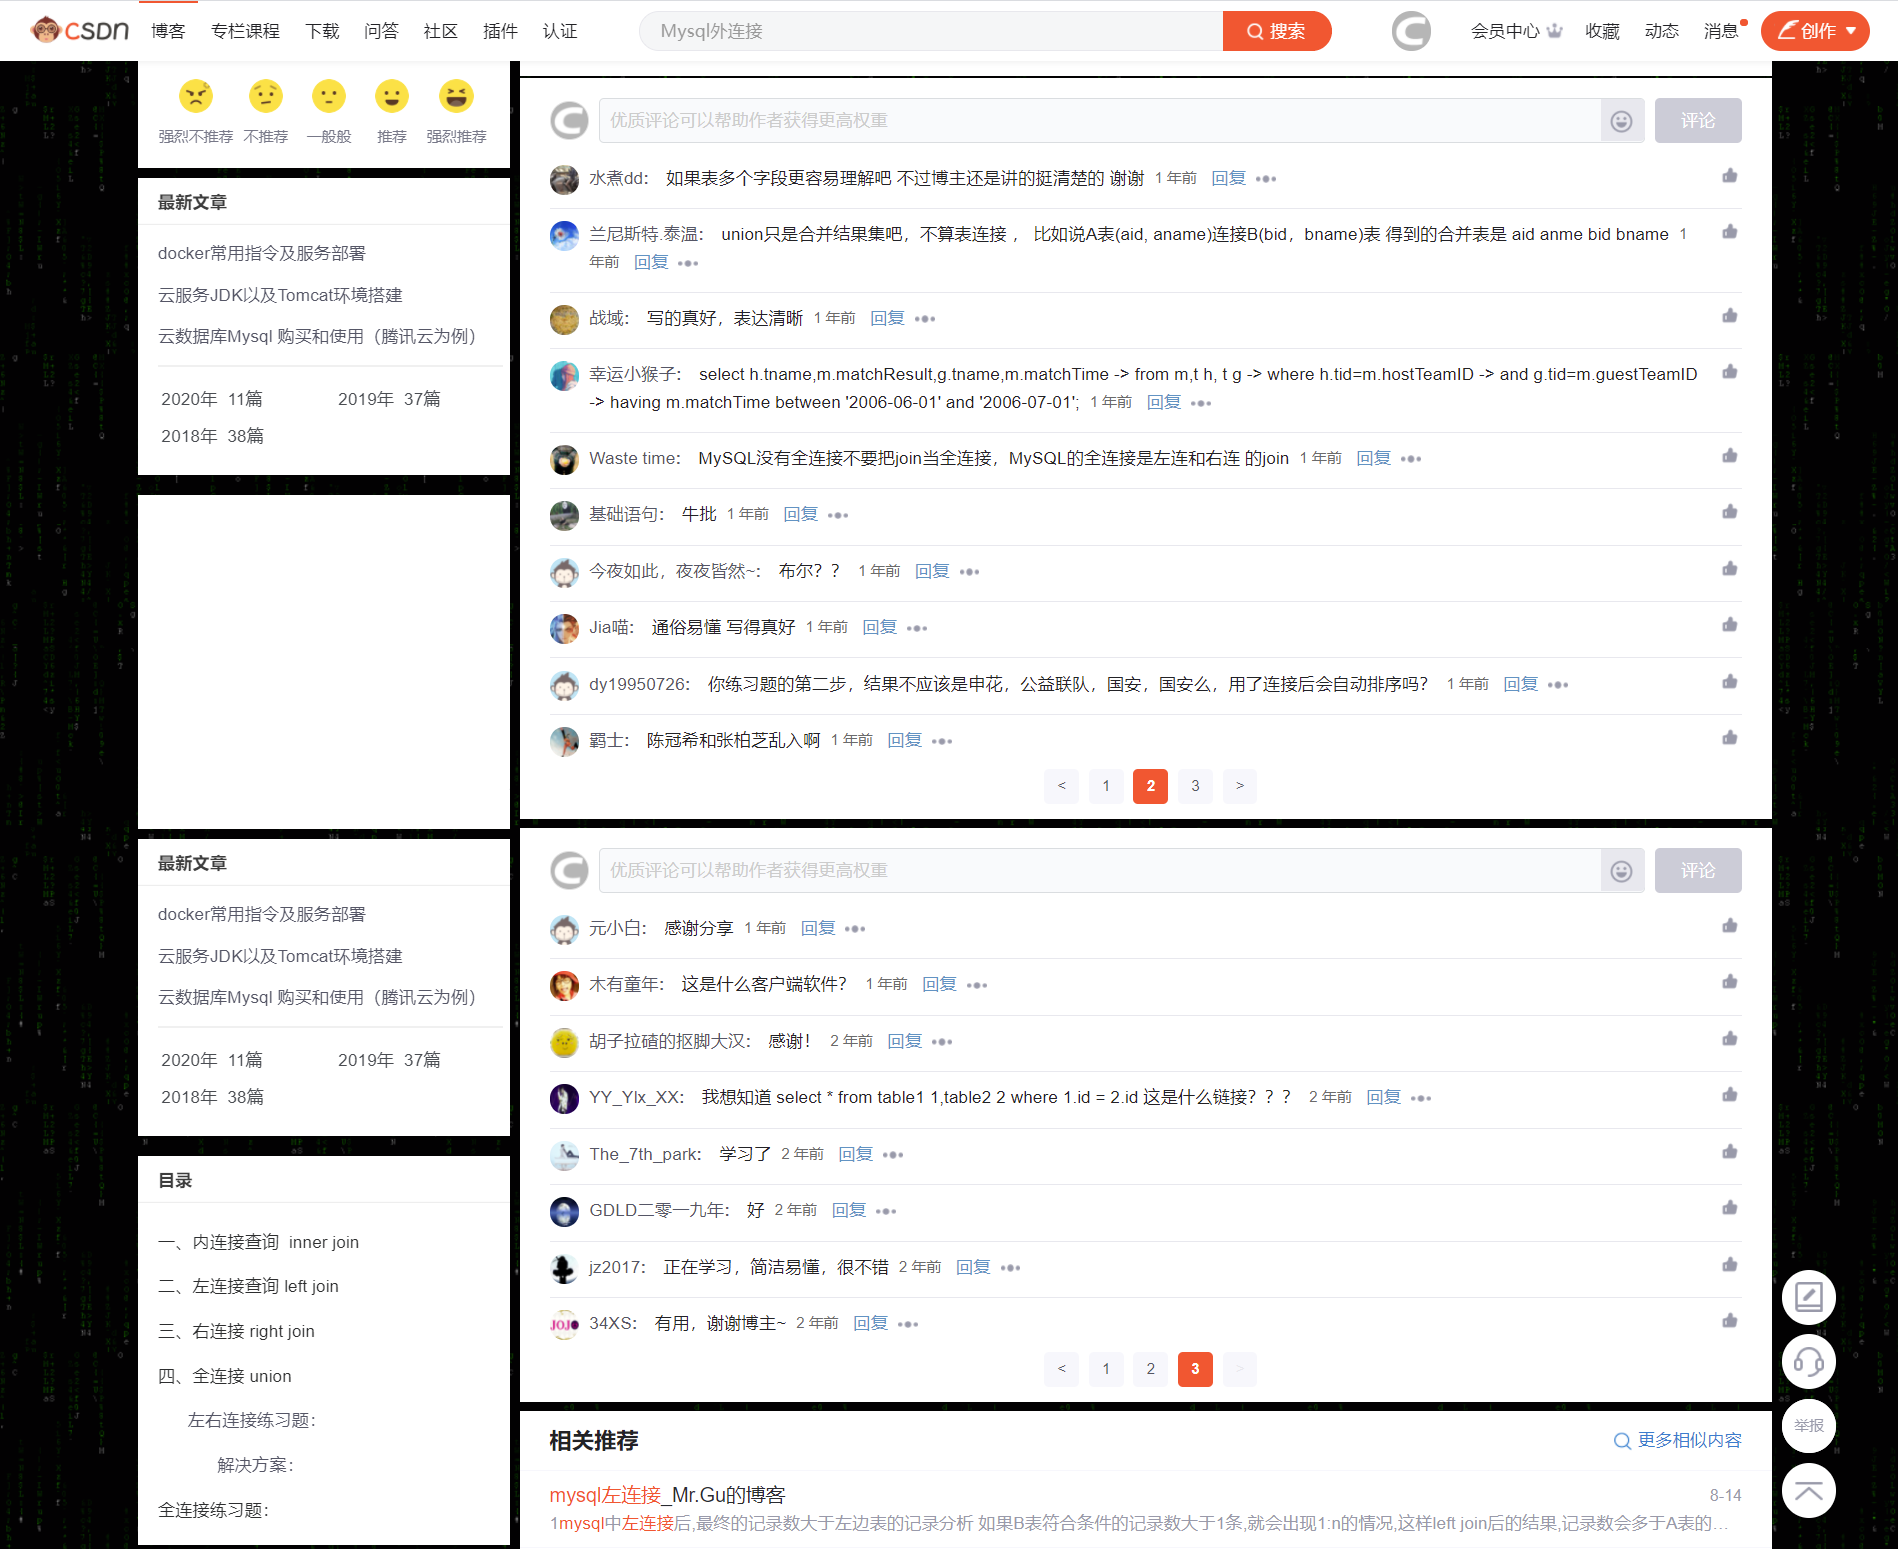 CSDN 博客 专栏课程 下载 问答 社区 插件 认证 Mysql外连接 搜索 会员中心 收藏 动态 消息 创作
强烈不推荐 不推荐 一般般 推荐 强烈推荐
最新文章
docker常用指令及服务部署
云服务JDK以及Tomcat环境搭建
云数据库Mysql 购买和使用（腾讯云为例）
2020年 11篇 2019年 37篇
2018年 38篇
最新文章
docker常用指令及服务部署
云服务JDK以及Tomcat环境搭建
云数据库Mysql 购买和使用（腾讯云为例）
2020年 11篇 2019年 37篇
2018年 38篇
目录
一、内连接查询 inner join
二、左连接查询 left join
三、右连接 right join
四、全连接 union
左右连接练习题：
解决方案：
全连接练习题：
优质评论可以帮助作者获得更高权重 评论
水煮dd： 如果表多个字段更容易理解吧 不过博主还是讲的挺清楚的 谢谢 1 年前 回复
兰尼斯特.泰温： union只是合并结果集吧，不算表连接 ， 比如说A表(aid, aname)连接B(bid，bname)表 得到的合并表是 aid anme bid bname 1
年前 回复
战域： 写的真好，表达清晰 1 年前 回复
幸运小猴子： select h.tname,m.matchResult,g.tname,m.matchTime -> from m,t h, t g -> where h.tid=m.hostTeamID -> and g.tid=m.guestTeamID
-> having m.matchTime between '2006-06-01' and '2006-07-01'; 1 年前 回复
Waste time： MySQL没有全连接不要把join当全连接，MySQL的全连接是左连和右连 的join 1 年前 回复
基础语句： 牛批 1 年前 回复
今夜如此，夜夜皆然~： 布尔？？ 1 年前 回复
Jia喵： 通俗易懂 写得真好 1 年前 回复
dy19950726： 你练习题的第二步，结果不应该是申花，公益联队，国安，国安么，用了连接后会自动排序吗？ 1 年前 回复
羁士： 陈冠希和张柏芝乱入啊 1 年前 回复
< 1 2 3 >
优质评论可以帮助作者获得更高权重 评论
元小白： 感谢分享 1 年前 回复
木有童年： 这是什么客户端软件？ 1 年前 回复
胡子拉碴的抠脚大汉： 感谢！ 2 年前 回复
YY_Ylx_XX： 我想知道 select * from table1 1,table2 2 where 1.id = 2.id 这是什么链接？？？ 2 年前 回复
The_7th_park： 学习了 2 年前 回复
GDLD二零一九年： 好 2 年前 回复
jz2017： 正在学习，简洁易懂，很不错 2 年前 回复
JOJO 34XS： 有用，谢谢博主~ 2 年前 回复
< 1 2 3 >
相关推荐 更多相似内容
mysql左连接_Mr.Gu的博客 8-14
1mysql中左连接后,最终的记录数大于左边表的记录分析 如果B表符合条件的记录数大于1条,就会出现1:n的情况,这样left join后的结果,记录数会多于A表的...
举报